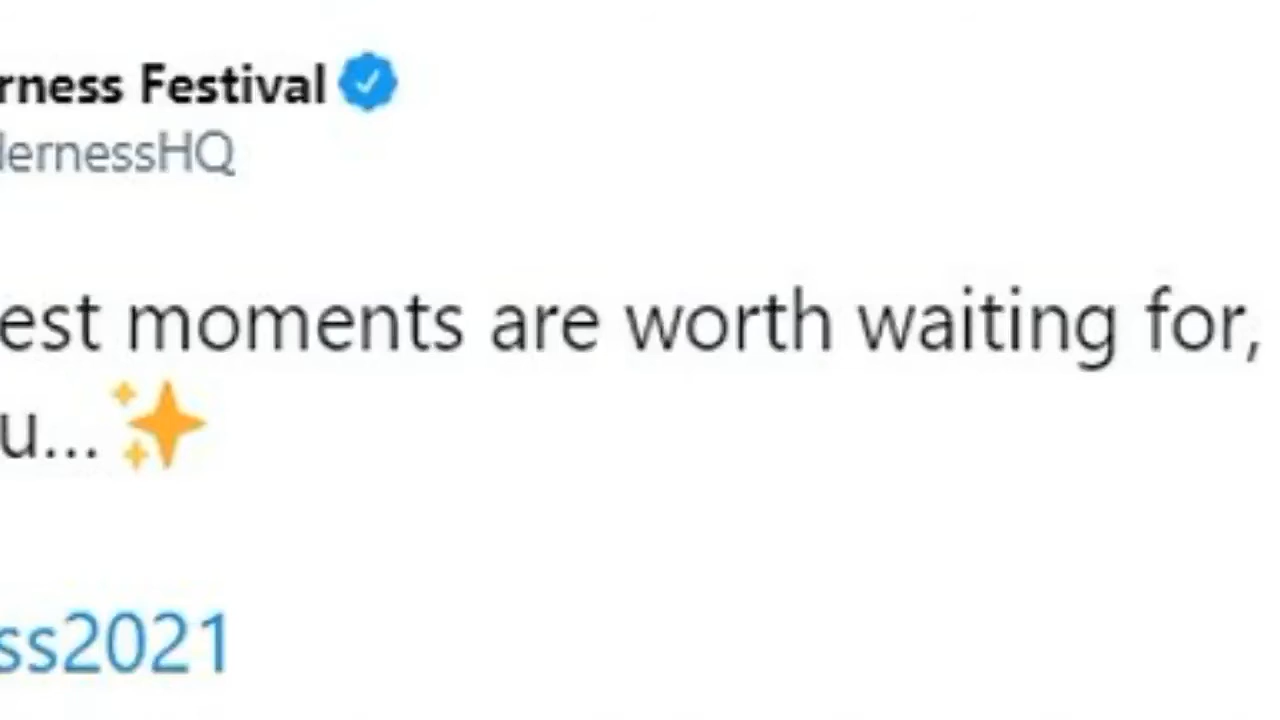 rness Festival
lernessHQ
est moments are worth waiting for,
u... ✨
ss2021